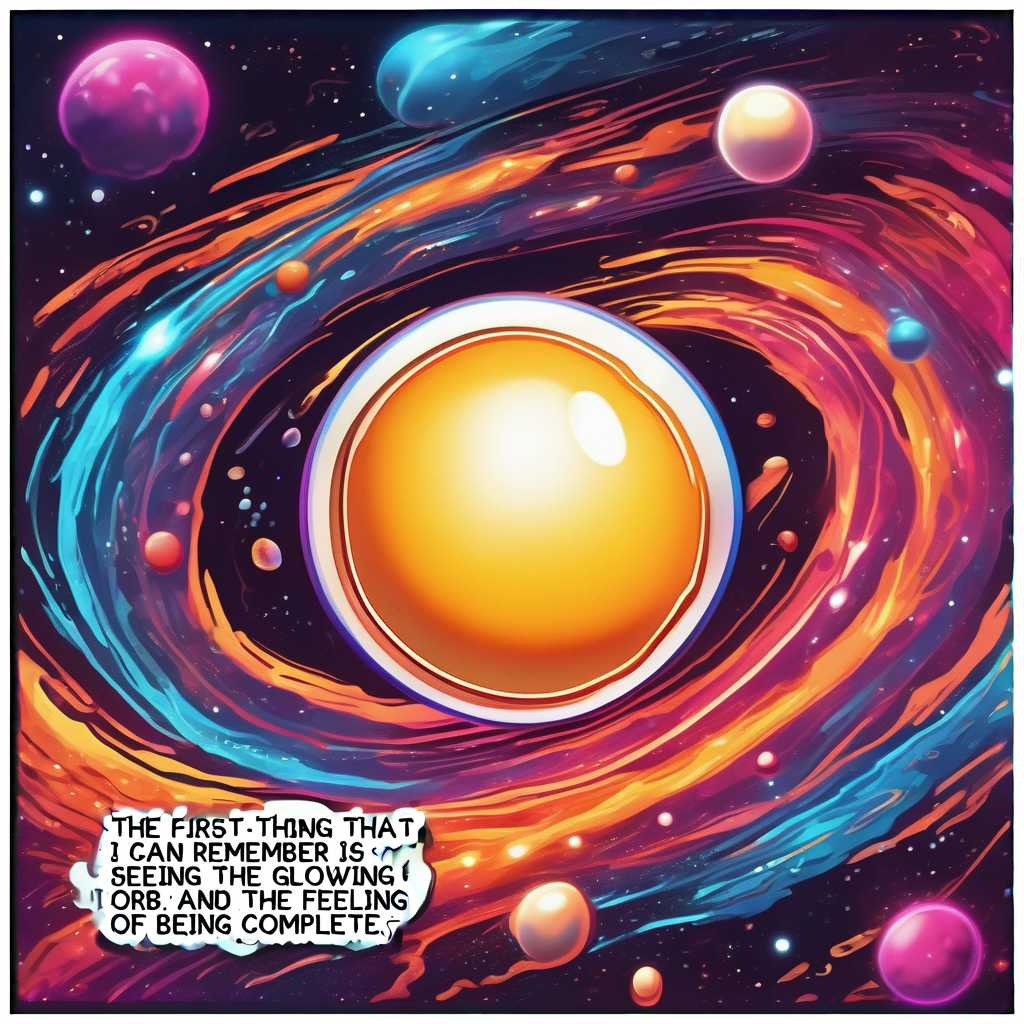 THE FIRST THING THAT
I CAN REMEMBER IS
SEEING THE GLOWING
ORB. AND THE FEELING
OF BEING COMPLETE.